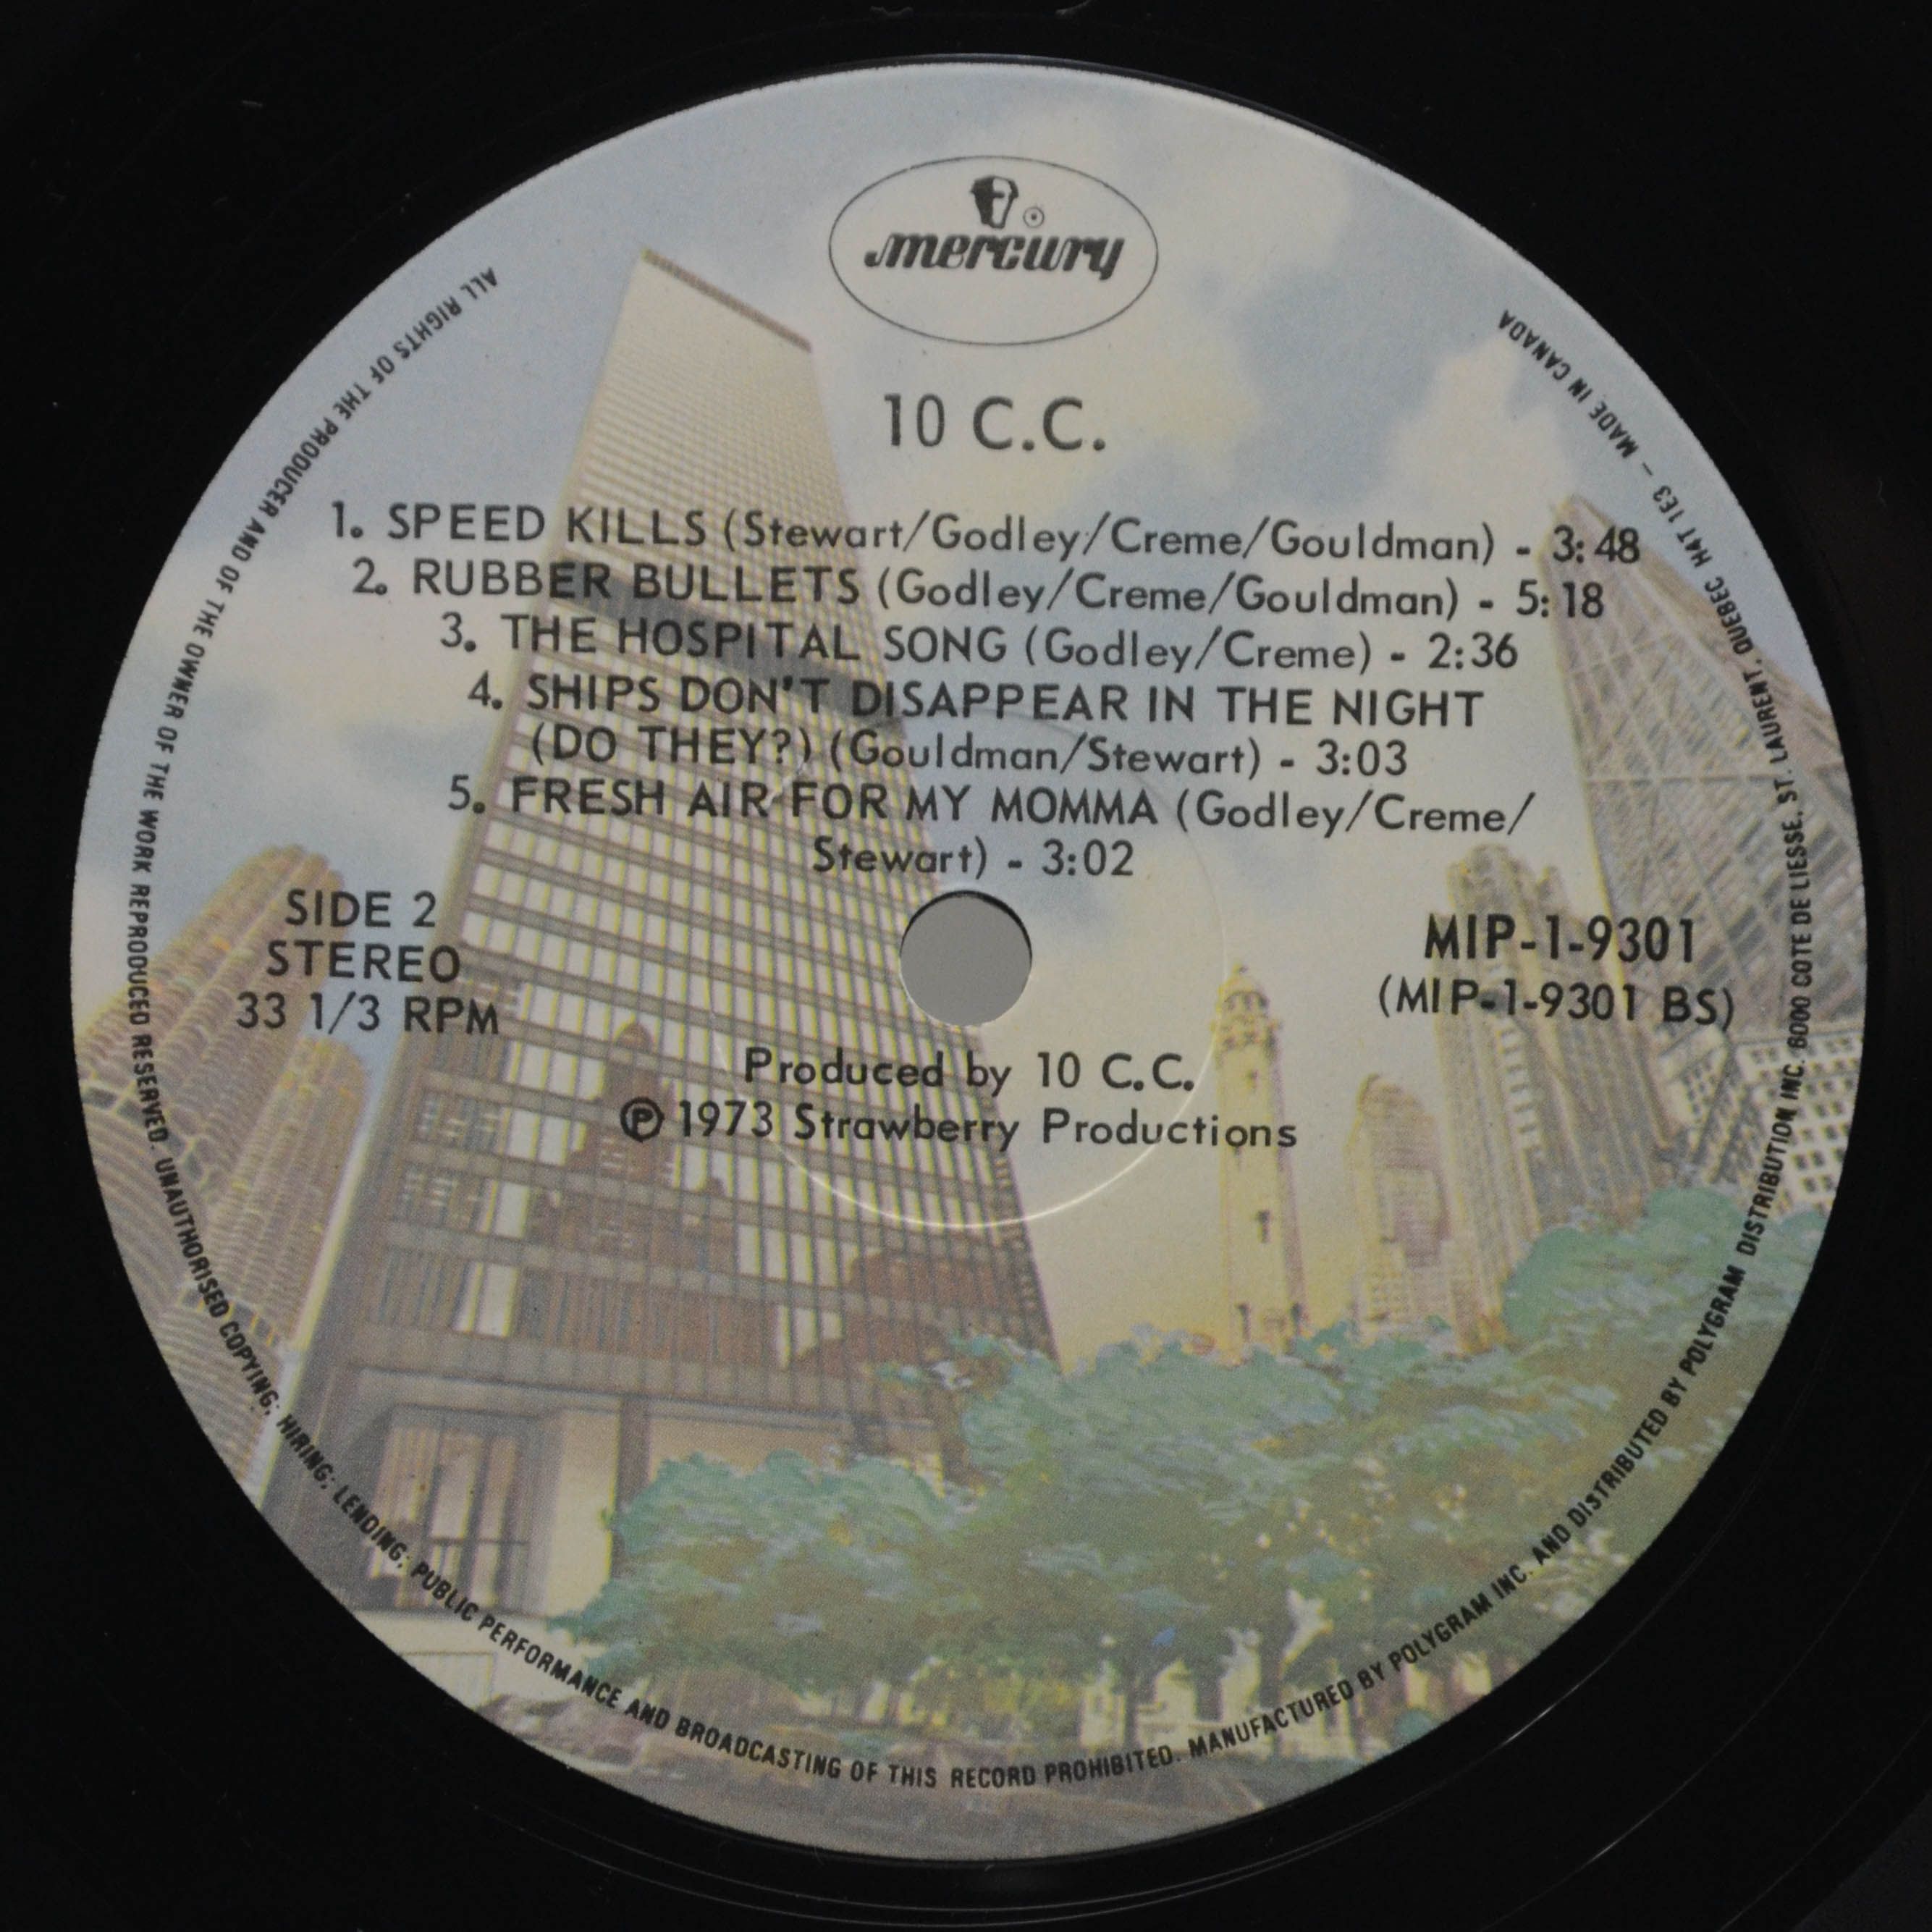 mercury
10 C.C.
1. SPEED KILLS (Stewart/Godley/Creme/Gouldman) - 3:48
2. RUBBER BULLETS (Godley/Creme/Gouldman) - 5:18
3. THE HOSPITAL SONG (Godley/Creme) - 2:36
4. SHIPS DON'T DISAPPEAR IN THE NIGHT
(DO THEY?) (Gouldman/Stewart) - 3:03
5. FRESH AIR FOR MY MOMMA (Godley/Creme/
Stewart) - 3:02
SIDE 2
STEREO
33 1/3 RPM
MIP-1-9301
(MIP-1-9301 BS)
Produced by 10 C.C.
℗ 1973 Strawberry Productions
ALL RIGHTS OF THE PRODUCER AND OF THE OWNER OF THE WORK REPRODUCED RESERVED. UNAUTHORISED COPYING; HIRING; LENDING; PUBLIC PERFORMANCE AND BROADCASTING OF THIS RECORD PROHIBITED. MANUFACTURED BY POLYGRAM INC. AND DISTRIBUTED BY POLYGRAM DISTRIBUTION INC. 6000 COTE DE LIESSE, ST. LAURENT, QUEBEC H4T 1E3 - MADE IN CANADA